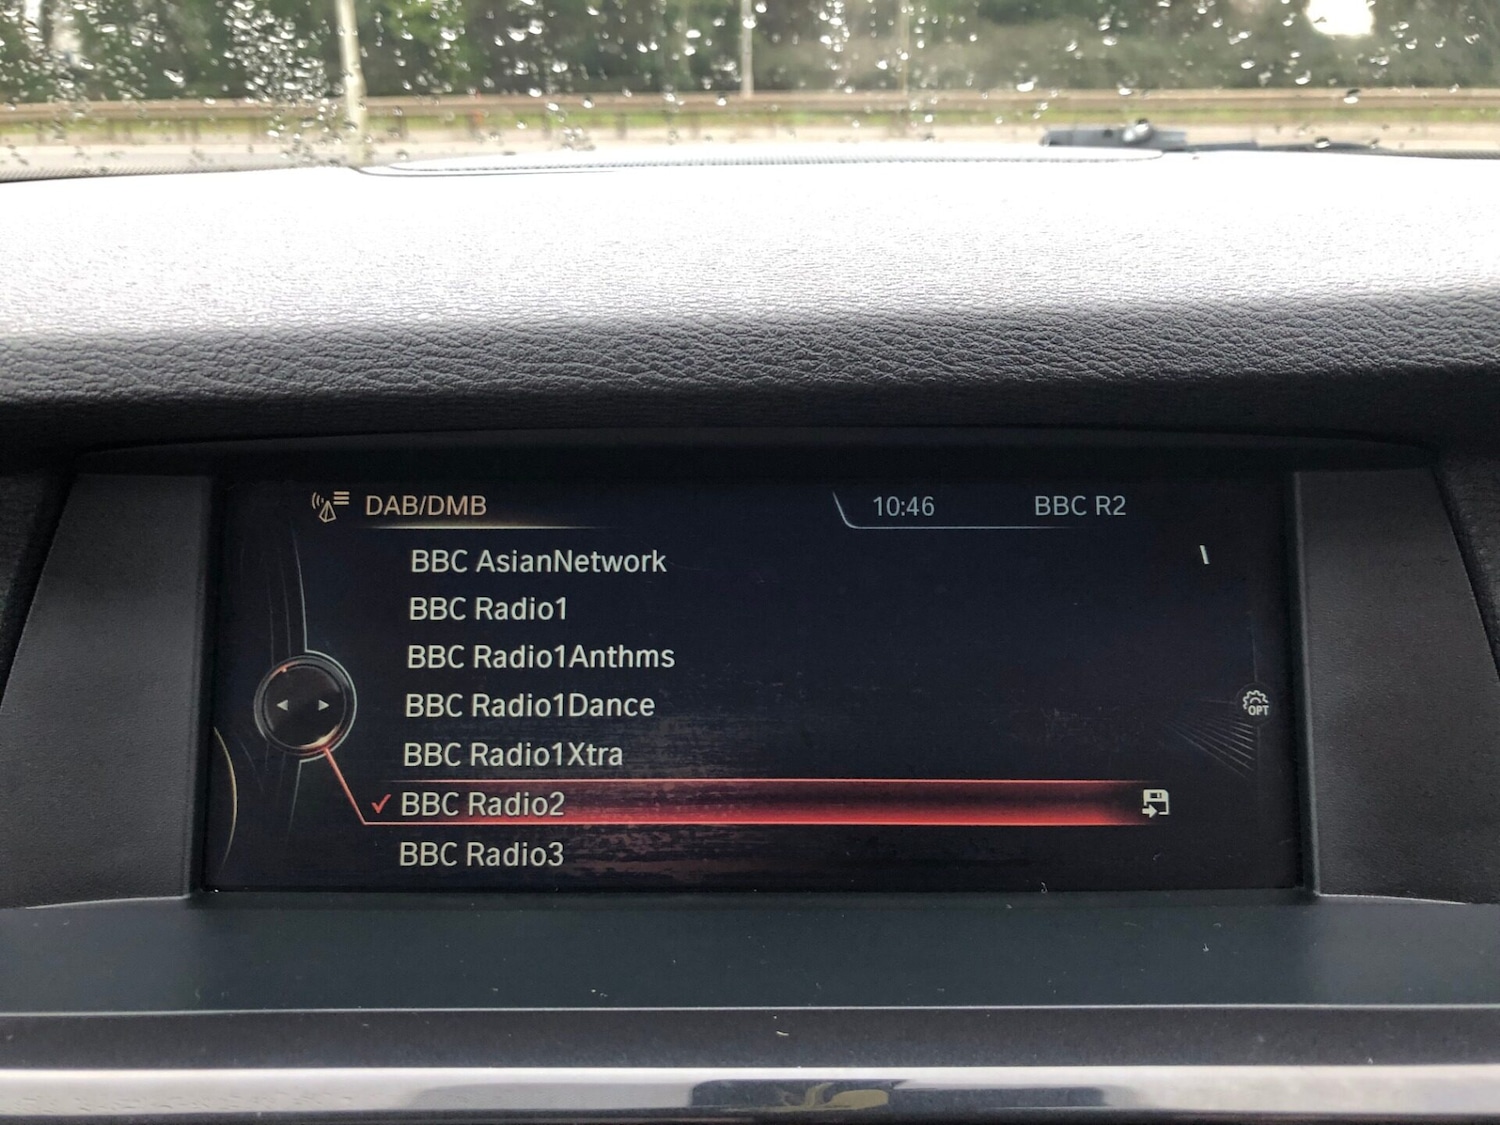 DAB/DMB 10:46 BBC R2
BBC AsianNetwork
BBC Radio1
BBC Radio1Anthms
BBC Radio1Dance
BBC Radio1Xtra
BBC Radio2
BBC Radio3
OPT